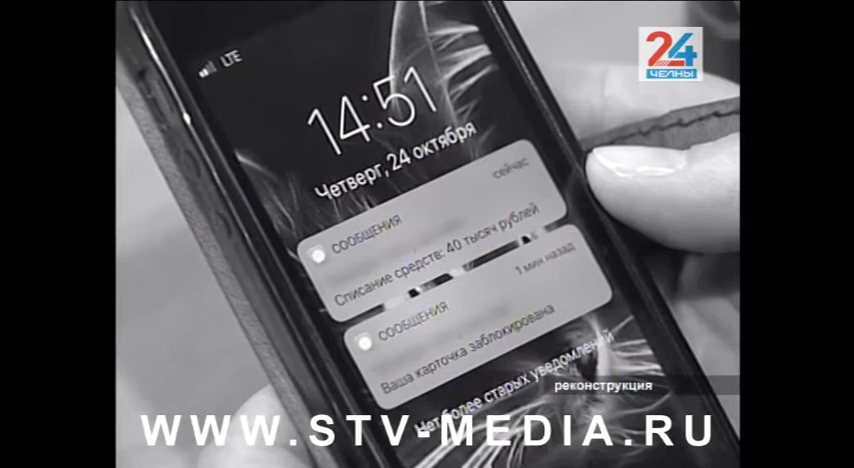 24
ЧЕЛНЫ
LTE
14:51
Четверг, 24 октября
СООБЩЕНИЯ
сейчас
Списание средств: 40 тысяч рублей
СООБЩЕНИЯ
1 мин назад
Ваша карточка заблокирована
Нет более старых уведомлений
реконструкция
WWW.STV-MEDIA.RU